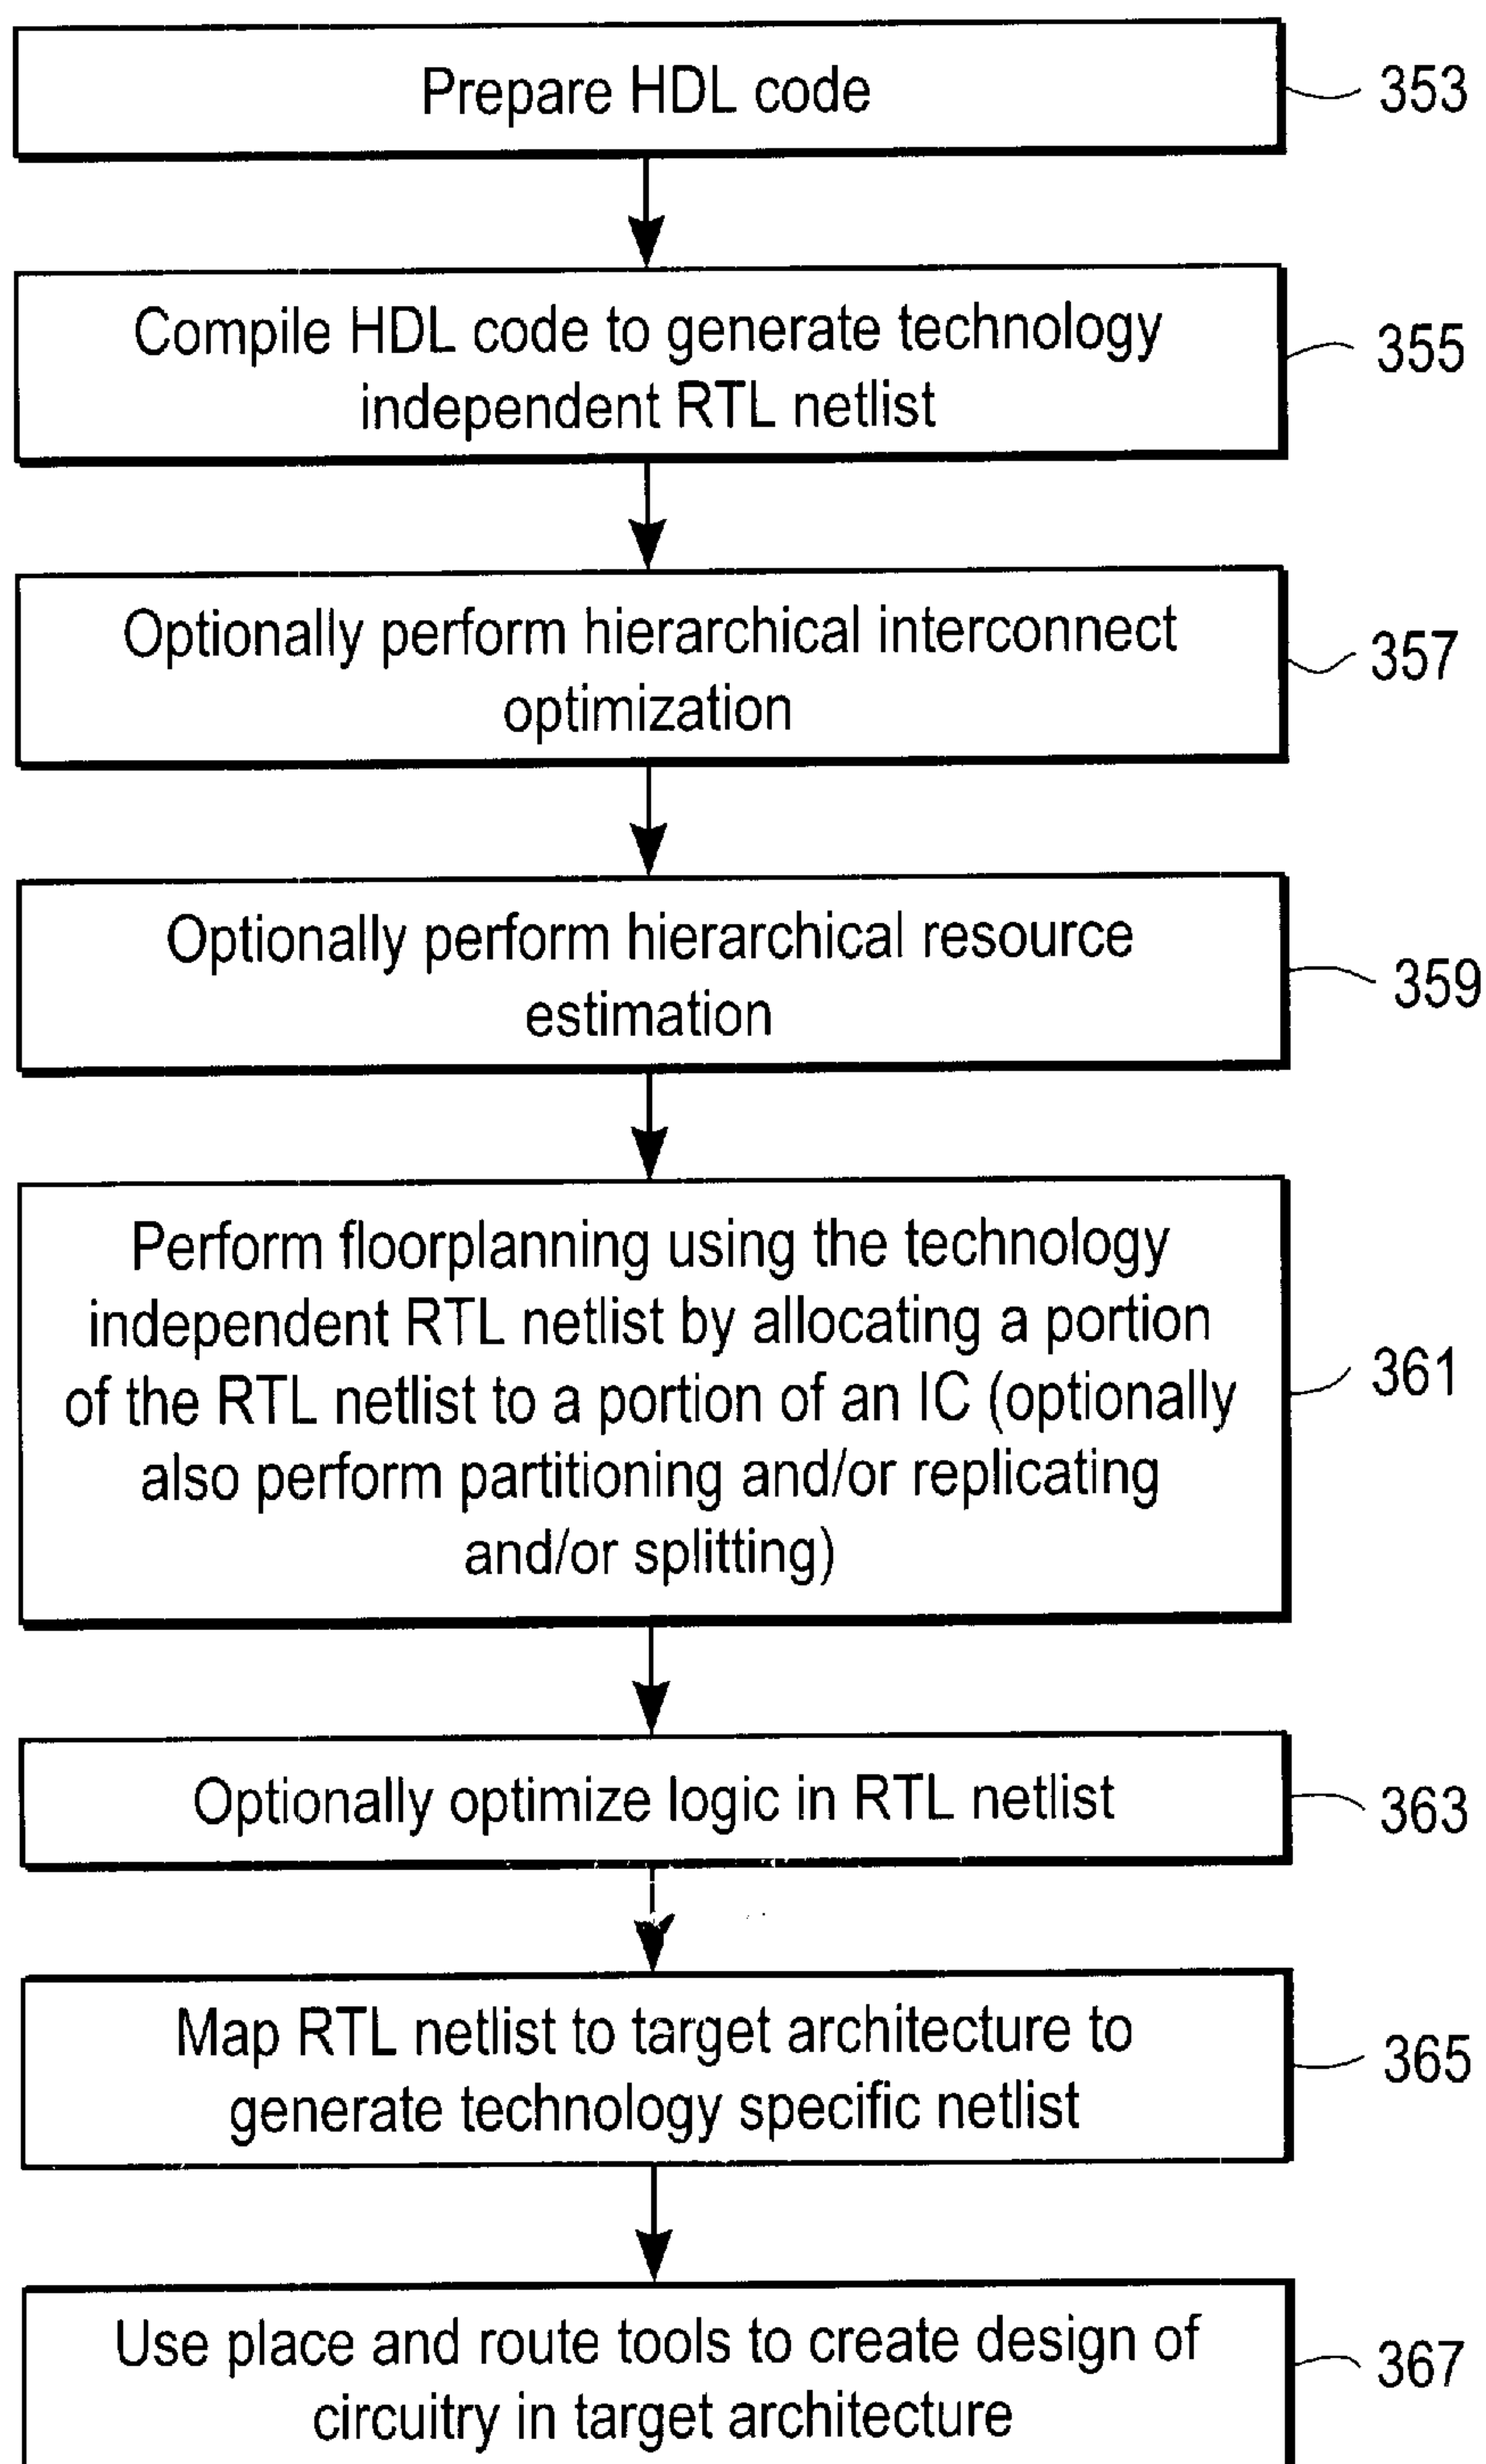 Prepare HDL code
353
Compile HDL code to generate technology
independent RTL netlist
355
Optionally perform hierarchical interconnect
optimization
357
Optionally perform hierarchical resource
estimation
359
Perform floorplanning using the technology
independent RTL netlist by allocating a portion
of the RTL netlist to a portion of an IC (optionally
also perform partitioning and/or replicating
and/or splitting)
361
Optionally optimize logic in RTL netlist
363
Map RTL netlist to target architecture to
generate technology specific netlist
365
Use place and route tools to create design of
circuitry in target architecture
367